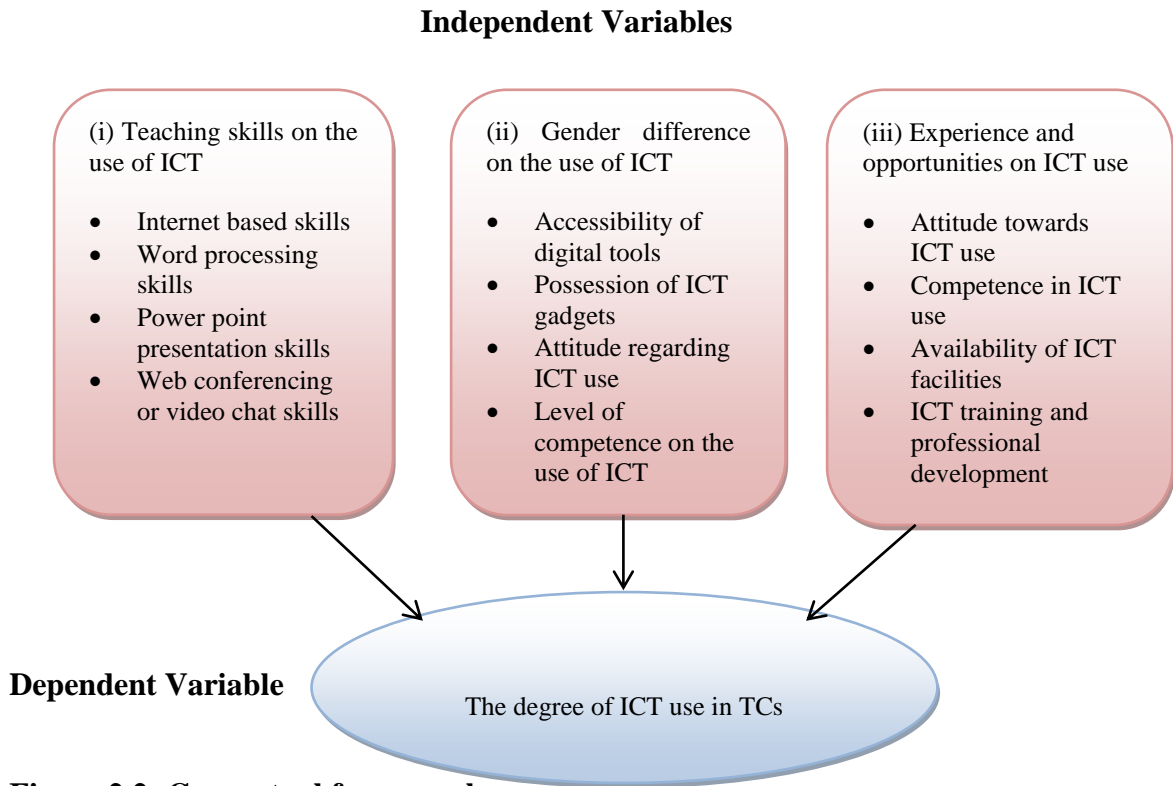 Independent Variables
(i) Teaching skills on the
use of ICT
• Internet based skills
• Word processing
skills
• Power point
presentation skills
• Web conferencing
or video chat skills
(ii) Gender difference
on the use of ICT
• Accessibility of
digital tools
• Possession of ICT
gadgets
• Attitude regarding
ICT use
• Level of
competence on the
use of ICT
(iii) Experience and
opportunities on ICT use
• Attitude towards
ICT use
• Competence in ICT
use
• Availability of ICT
facilities
• ICT training and
professional
development
Dependent Variable
The degree of ICT use in TCs